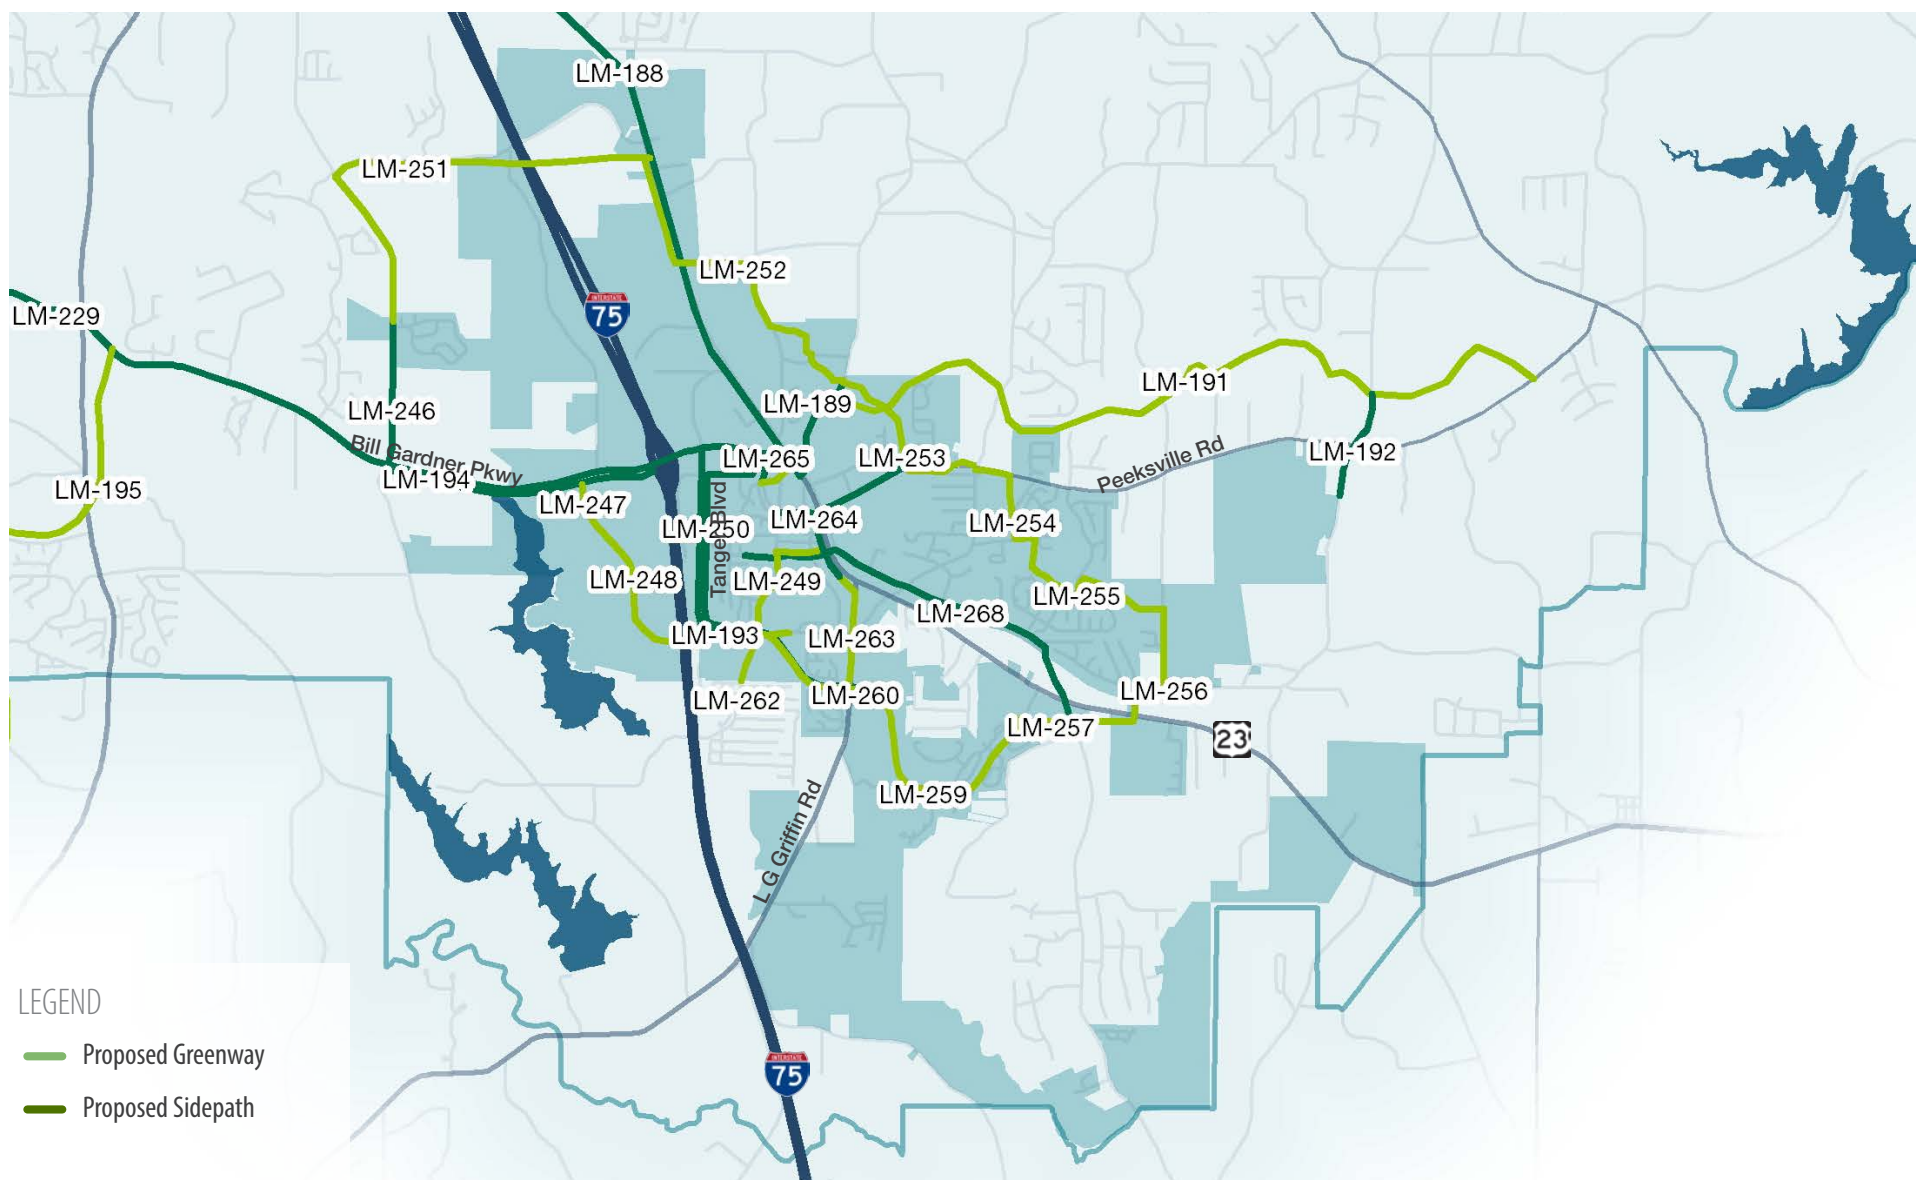 LM-188
LM-251
LM-252
INTERSTATE
75
LM-229
LM-191
LM-246
LM-189
Bill Gardner Pkwy
LM-265
LM-253
LM-192
Peeksville Rd
LM-194
LM-195
LM-247
LM-250
Tanger Blvd
LM-264
LM-254
LM-248
LM-249
LM-255
LM-268
LM-193
LM-263
LM-262
LM-260
LM-256
LM-257
23
LM-259
L G Griffin Rd
LEGEND
Proposed Greenway
Proposed Sidepath
INTERSTATE
75